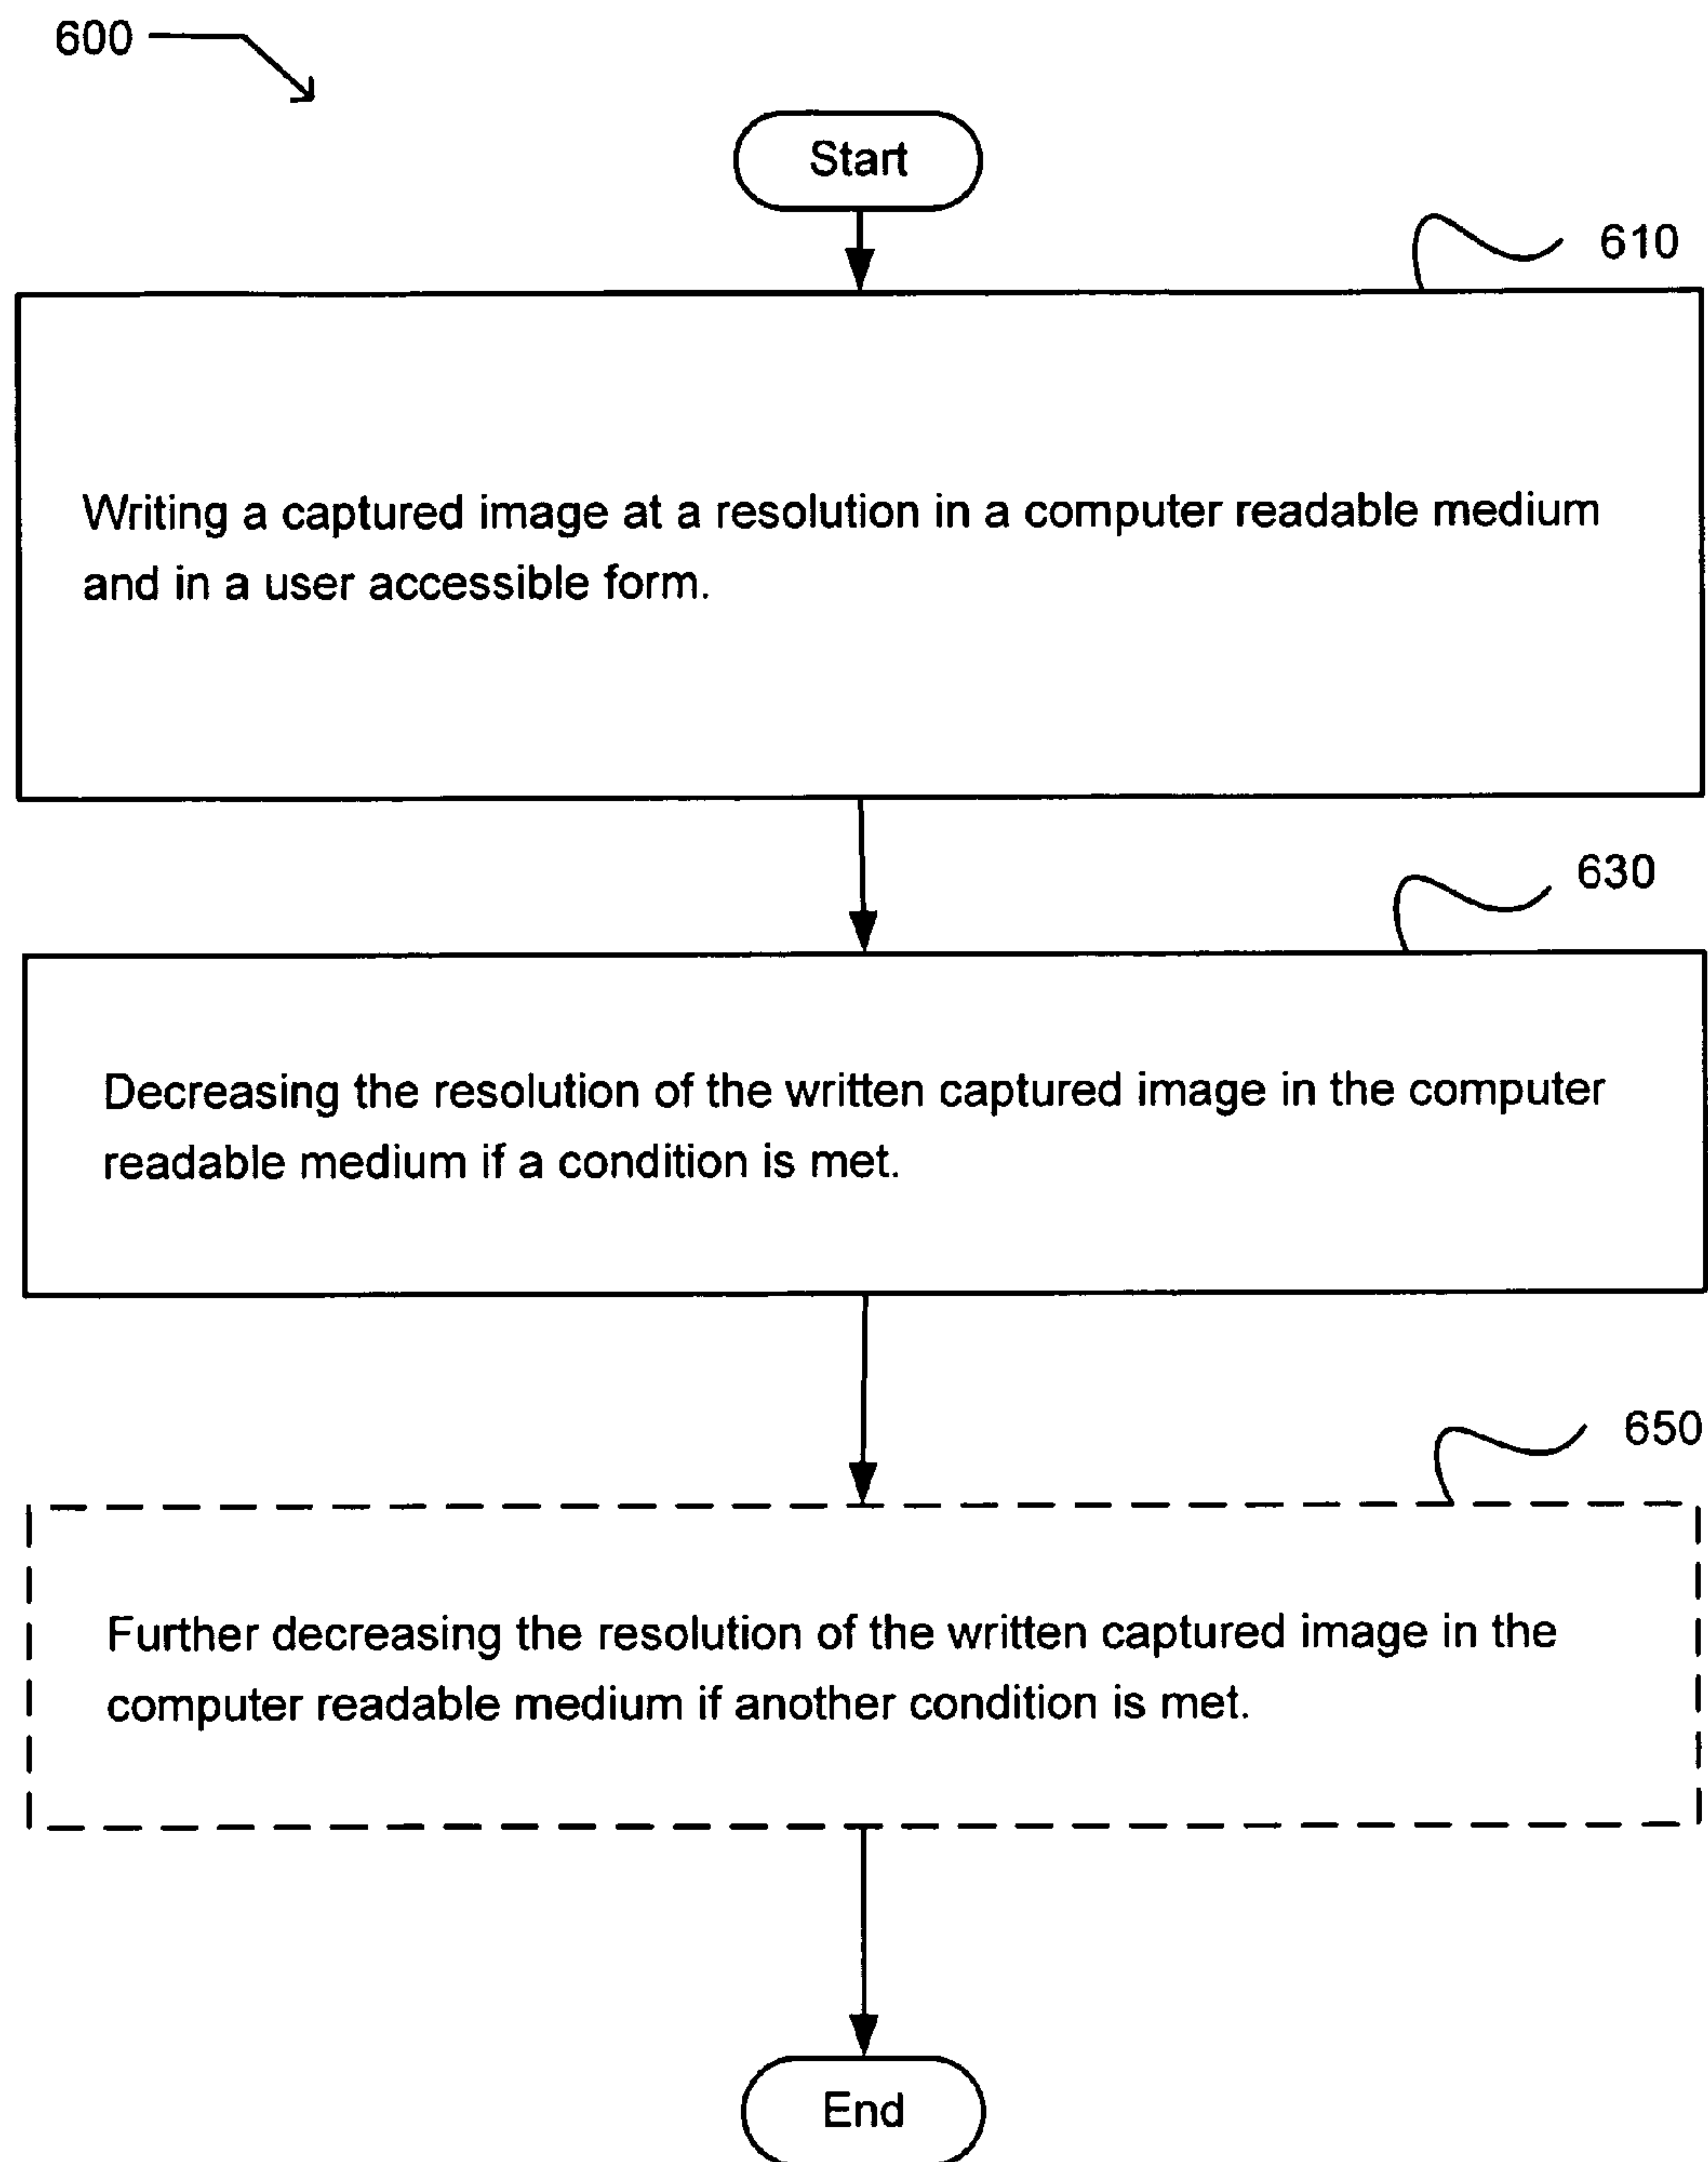 600
Start
610
Writing a captured image at a resolution in a computer readable medium
and in a user accessible form.
630
Decreasing the resolution of the written captured image in the computer
readable medium if a condition is met.
650
Further decreasing the resolution of the written captured image in the
computer readable medium if another condition is met.
End